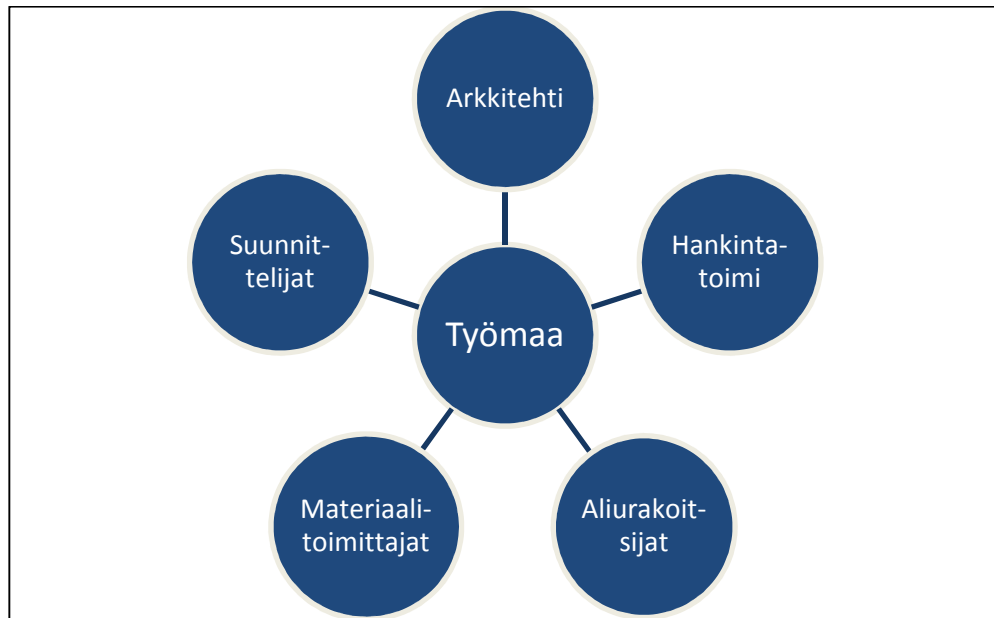 Arkkitehti
Suunnit-
telijat
Hankinta-
toimi
Työmaa
Materiaali-
toimittajat
Aliurakoit-
sijat